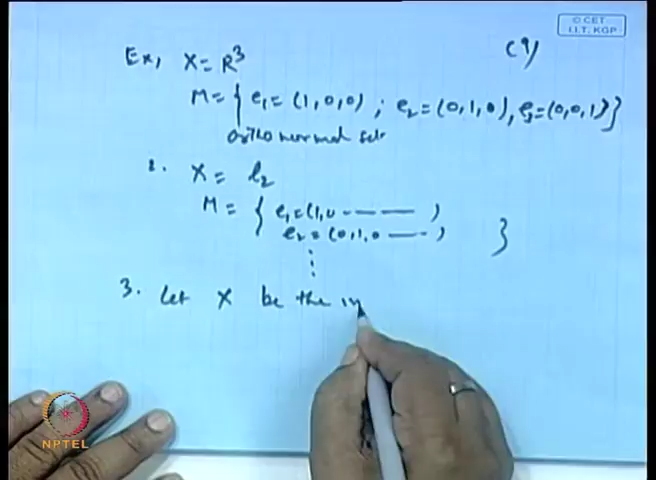 © CET
I.I.T. KGP
Ex, X = R³ (9)
M = { e₁ = (1, 0, 0) ; e₂ = (0, 1, 0), e₃ = (0, 0, 1) }
orthonormal set
2. X = l₂
M = { e₁ = (1, 0 ——— )
e₂ = (0, 1, 0 —— ) }
⋮
3. Let X be the in
NPTEL